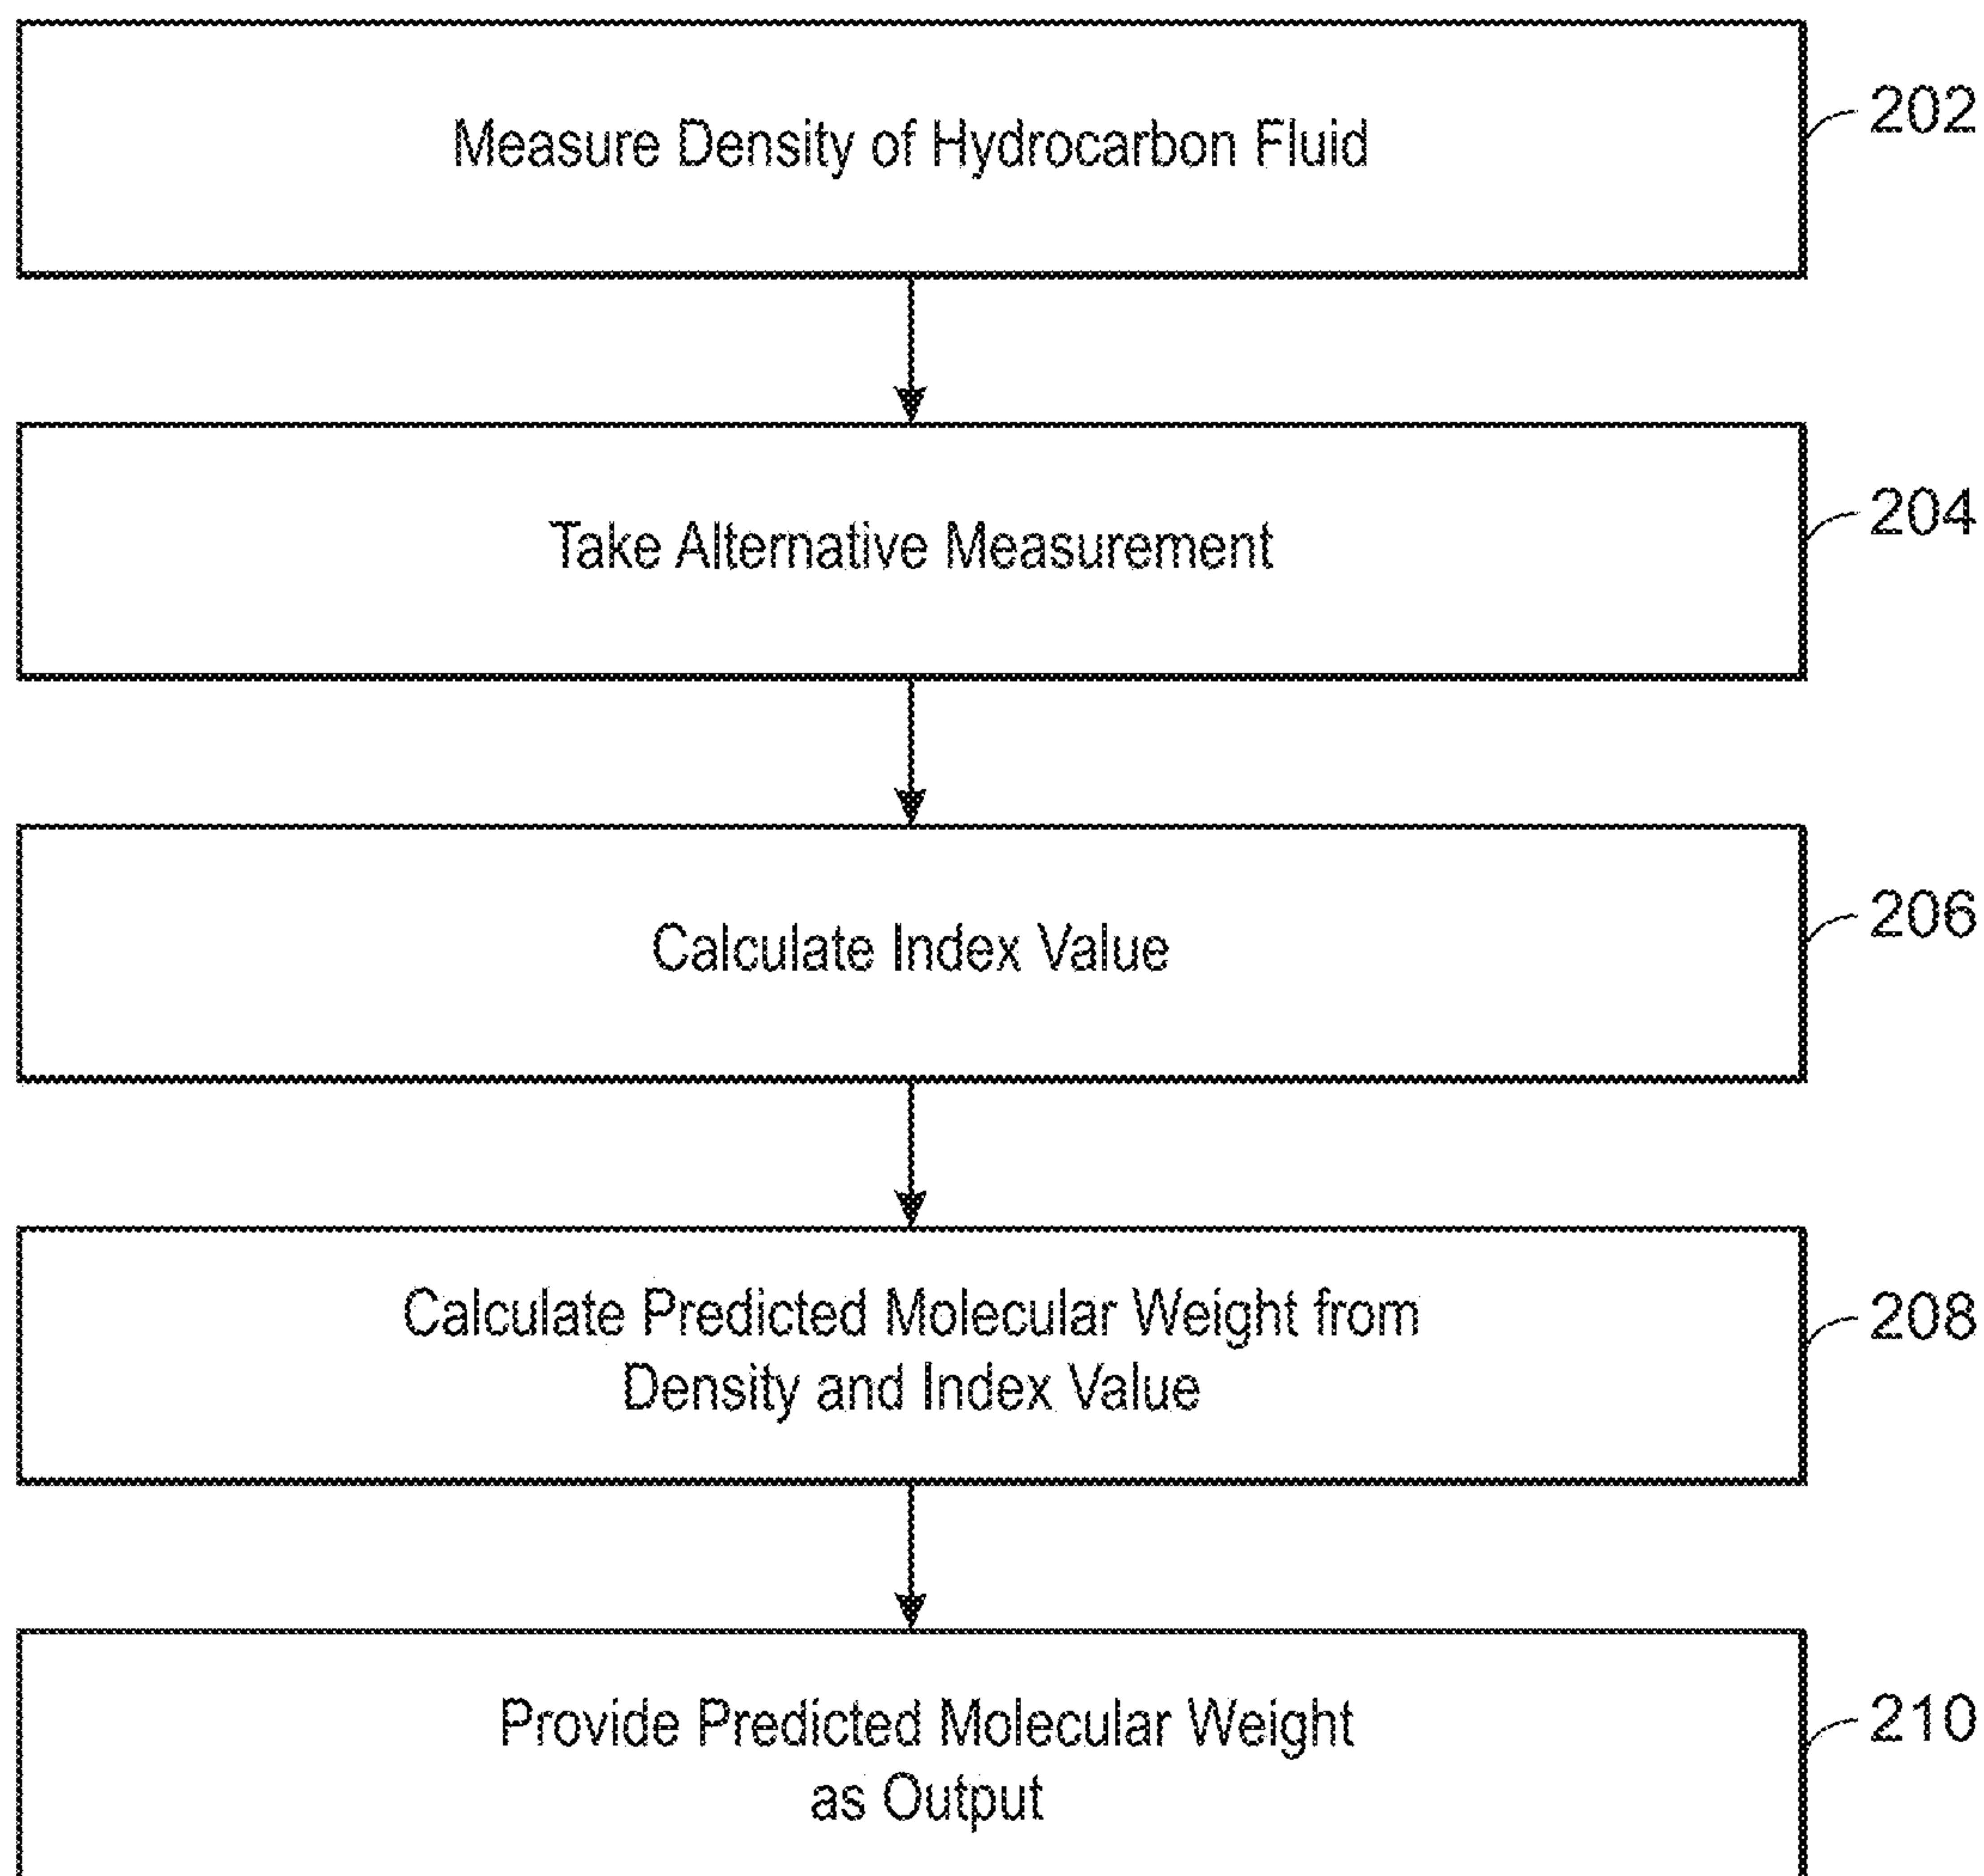 Measure Density of Hydrocarbon Fluid
202
Take Alternative Measurement
204
Calculate Index Value
206
Calculate Predicted Molecular Weight from
Density and Index Value
208
Provide Predicted Molecular Weight
as Output
210